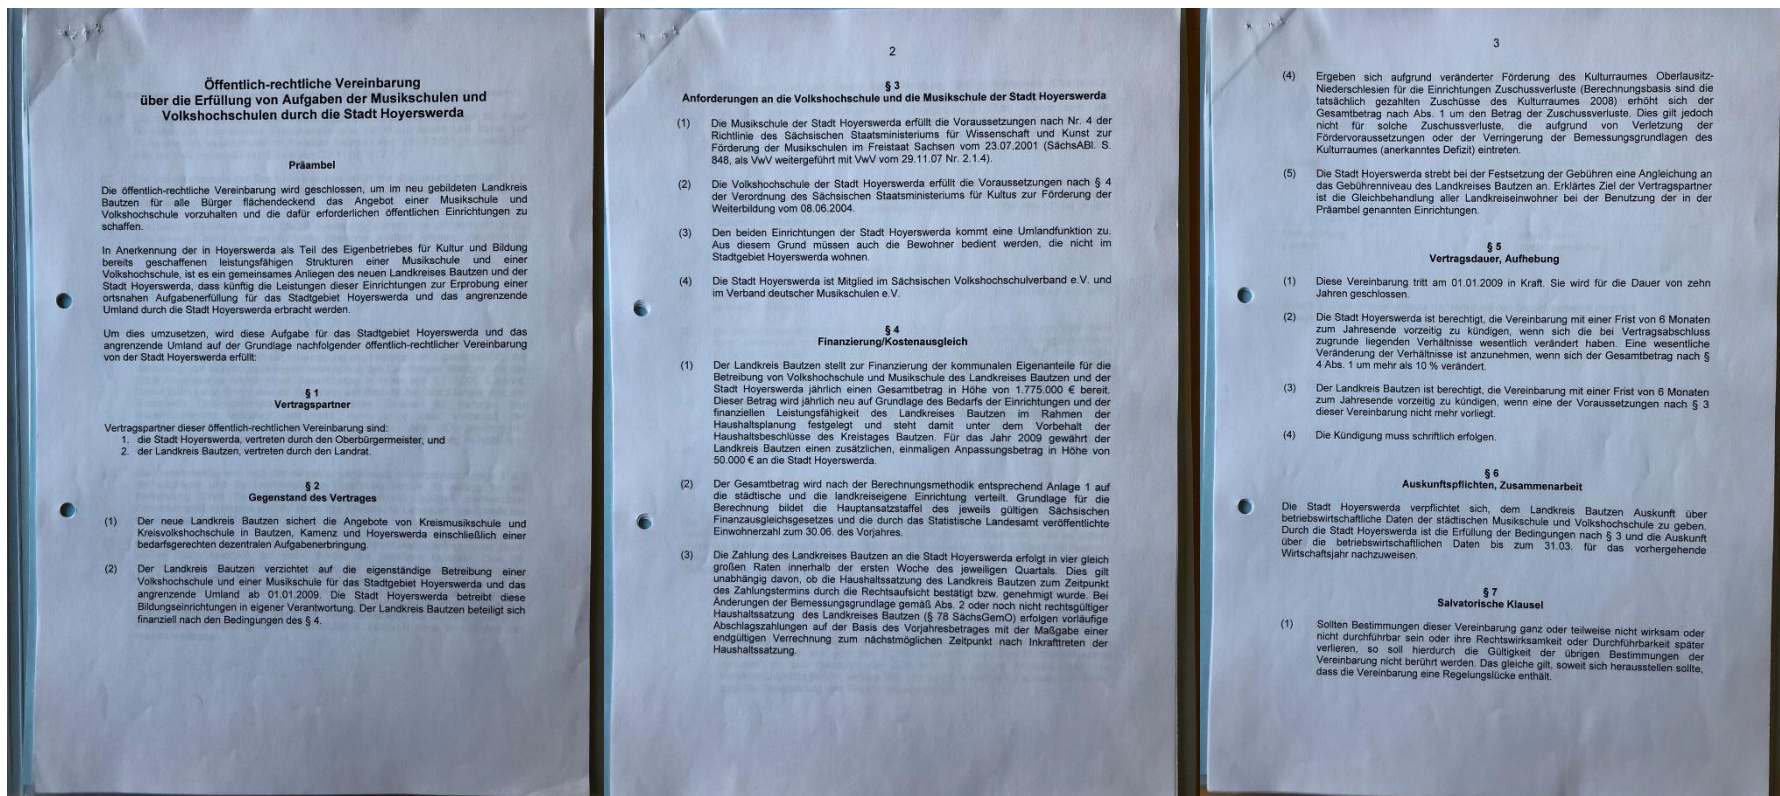 Öffentlich-rechtliche Vereinbarung
über die Erfüllung von Aufgaben der Musikschulen und
Volkshochschulen durch die Stadt Hoyerswerda
Präambel
Die öffentlich-rechtliche Vereinbarung wird geschlossen, um im neu gebildeten Landkreis
Bautzen für alle Bürger flächendeckend das Angebot einer Musikschule und
Volkshochschule vorzuhalten und die dafür erforderlichen öffentlichen Einrichtungen zu
schaffen.
In Anerkennung der in Hoyerswerda als Teil des Eigenbetriebes für Kultur und Bildung
bereits geschaffenen leistungsfähigen Strukturen einer Musikschule und einer
Volkshochschule, ist es ein gemeinsames Anliegen des neuen Landkreises Bautzen und der
Stadt Hoyerswerda, dass künftig die Leistungen dieser Einrichtungen zur Erprobung einer
ortsnahen Aufgabenerfüllung für das Stadtgebiet Hoyerswerda und das angrenzende
Umland durch die Stadt Hoyerswerda erbracht werden.
Um dies umzusetzen, wird diese Aufgabe für das Stadtgebiet Hoyerswerda und das
angrenzende Umland auf der Grundlage nachfolgender öffentlich-rechtlicher Vereinbarung
von der Stadt Hoyerswerda erfüllt:
§ 1
Vertragspartner
Vertragspartner dieser öffentlich-rechtlichen Vereinbarung sind:
1. die Stadt Hoyerswerda, vertreten durch den Oberbürgermeister, und
2. der Landkreis Bautzen, vertreten durch den Landrat.
§ 2
Gegenstand des Vertrages
(1) Der neue Landkreis Bautzen sichert die Angebote von Kreismusikschule und
Kreisvolkshochschule in Bautzen, Kamenz und Hoyerswerda einschließlich einer
bedarfsgerechten dezentralen Aufgabenerbringung.
(2) Der Landkreis Bautzen verzichtet auf die eigenständige Betreibung einer
Volkshochschule und einer Musikschule für das Stadtgebiet Hoyerswerda und das
angrenzende Umland ab 01.01.2009. Die Stadt Hoyerswerda betreibt diese
Bildungseinrichtungen in eigener Verantwortung. Der Landkreis Bautzen beteiligt sich
finanziell nach den Bedingungen des § 4.
2
§ 3
Anforderungen an die Volkshochschule und die Musikschule der Stadt Hoyerswerda
(1) Die Musikschule der Stadt Hoyerswerda erfüllt die Voraussetzungen nach Nr. 4 der
Richtlinie des Sächsischen Staatsministeriums für Wissenschaft und Kunst zur
Förderung der Musikschulen im Freistaat Sachsen vom 23.07.2001 (SächsABl. S.
848, als VwV weitergeführt mit VwV vom 29.11.07 Nr. 2.1.4).
(2) Die Volkshochschule der Stadt Hoyerswerda erfüllt die Voraussetzungen nach § 4
der Verordnung des Sächsischen Staatsministeriums für Kultus zur Förderung der
Weiterbildung vom 08.06.2004.
(3) Den beiden Einrichtungen der Stadt Hoyerswerda kommt eine Umlandfunktion zu.
Aus diesem Grund müssen auch die Bewohner bedient werden, die nicht im
Stadtgebiet Hoyerswerda wohnen.
(4) Die Stadt Hoyerswerda ist Mitglied im Sächsischen Volkshochschulverband e.V. und
im Verband deutscher Musikschulen e.V.
§ 4
Finanzierung/Kostenausgleich
(1) Der Landkreis Bautzen stellt zur Finanzierung der kommunalen Eigenanteile für die
Betreibung von Volkshochschule und Musikschule des Landkreises Bautzen und der
Stadt Hoyerswerda jährlich einen Gesamtbetrag in Höhe von 1.775.000 € bereit.
Dieser Betrag wird jährlich neu auf Grundlage des Bedarfs der Einrichtungen und der
finanziellen Leistungsfähigkeit des Landkreises Bautzen im Rahmen der
Haushaltsplanung festgelegt und steht damit unter dem Vorbehalt der
Haushaltsbeschlüsse des Kreistages Bautzen. Für das Jahr 2009 gewährt der
Landkreis Bautzen einen zusätzlichen, einmaligen Anpassungsbetrag in Höhe von
50.000 € an die Stadt Hoyerswerda.
(2) Der Gesamtbetrag wird nach der Berechnungsmethodik entsprechend Anlage 1 auf
die städtische und die landkreiseigene Einrichtung verteilt. Grundlage für die
Berechnung bildet die Hauptansatzstaffel des jeweils gültigen Sächsischen
Finanzausgleichsgesetzes und die durch das Statistische Landesamt veröffentlichte
Einwohnerzahl zum 30.06. des Vorjahres.
(3) Die Zahlung des Landkreises Bautzen an die Stadt Hoyerswerda erfolgt in vier gleich
großen Raten innerhalb der ersten Woche des jeweiligen Quartals. Dies gilt
unabhängig davon, ob die Haushaltssatzung des Landkreis Bautzen zum Zeitpunkt
des Zahlungstermins durch die Rechtsaufsicht bestätigt bzw. genehmigt wurde. Bei
Änderungen der Bemessungsgrundlage gemäß Abs. 2 oder noch nicht rechtsgültiger
Haushaltssatzung des Landkreises Bautzen (§ 78 SächsGemO) erfolgen vorläufige
Abschlagszahlungen auf der Basis des Vorjahresbetrages mit der Maßgabe einer
endgültigen Verrechnung zum nächstmöglichen Zeitpunkt nach Inkrafttreten der
Haushaltssatzung.
3
(4) Ergeben sich aufgrund veränderter Förderung des Kulturraumes Oberlausitz-
Niederschlesien für die Einrichtungen Zuschussverluste (Berechnungsbasis sind die
tatsächlich gezahlten Zuschüsse des Kulturraumes 2008) erhöht sich der
Gesamtbetrag nach Abs. 1 um den Betrag der Zuschussverluste. Dies gilt jedoch
nicht für solche Zuschussverluste, die aufgrund von Verletzung der
Fördervoraussetzungen oder der Verringerung der Bemessungsgrundlagen des
Kulturraumes (anerkanntes Defizit) eintreten.
(5) Die Stadt Hoyerswerda strebt bei der Festsetzung der Gebühren eine Angleichung an
das Gebührenniveau des Landkreises Bautzen an. Erklärtes Ziel der Vertragspartner
ist die Gleichbehandlung aller Landkreiseinwohner bei der Benutzung der in der
Präambel genannten Einrichtungen.
§ 5
Vertragsdauer, Aufhebung
(1) Diese Vereinbarung tritt am 01.01.2009 in Kraft. Sie wird für die Dauer von zehn
Jahren geschlossen.
(2) Die Stadt Hoyerswerda ist berechtigt, die Vereinbarung mit einer Frist von 6 Monaten
zum Jahresende vorzeitig zu kündigen, wenn sich die bei Vertragsabschluss
zugrunde liegenden Verhältnisse wesentlich verändert haben. Eine wesentliche
Veränderung der Verhältnisse ist anzunehmen, wenn sich der Gesamtbetrag nach §
4 Abs. 1 um mehr als 10 % verändert.
(3) Der Landkreis Bautzen ist berechtigt, die Vereinbarung mit einer Frist von 6 Monaten
zum Jahresende vorzeitig zu kündigen, wenn eine der Voraussetzungen nach § 3
dieser Vereinbarung nicht mehr vorliegt.
(4) Die Kündigung muss schriftlich erfolgen.
§ 6
Auskunftspflichten, Zusammenarbeit
Die Stadt Hoyerswerda verpflichtet sich, dem Landkreis Bautzen Auskunft über
betriebswirtschaftliche Daten der städtischen Musikschule und Volkshochschule zu geben.
Durch die Stadt Hoyerswerda ist die Erfüllung der Bedingungen nach § 3 und die Auskunft
über die betriebswirtschaftlichen Daten bis zum 31.03. für das vorhergehende
Wirtschaftsjahr nachzuweisen.
§ 7
Salvatorische Klausel
(1) Sollten Bestimmungen dieser Vereinbarung ganz oder teilweise nicht wirksam oder
nicht durchführbar sein oder ihre Rechtswirksamkeit oder Durchführbarkeit später
verlieren, so soll hierdurch die Gültigkeit der übrigen Bestimmungen der
Vereinbarung nicht berührt werden. Das gleiche gilt, soweit sich herausstellen sollte,
dass die Vereinbarung eine Regelungslücke enthält.